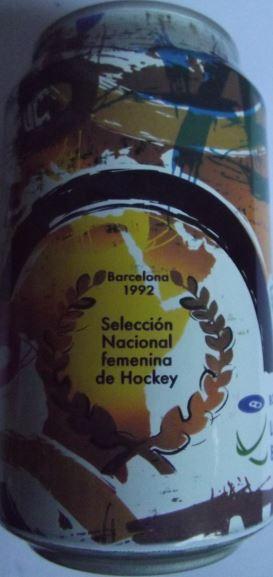 Barcelona
1992
Selección
Nacional
femenina
de Hockey